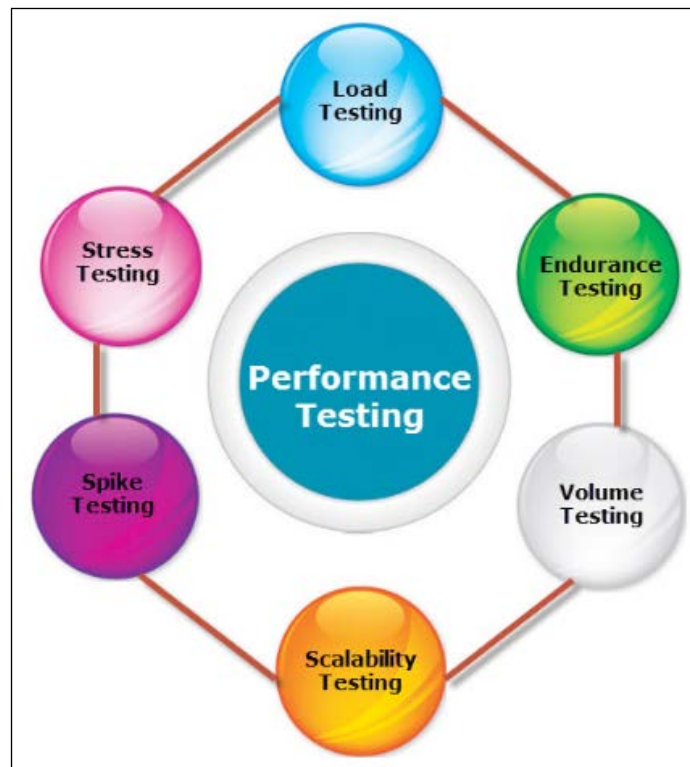 Load
Testing
Stress
Testing
Endurance
Testing
Performance
Testing
Spike
Testing
Volume
Testing
Scalability
Testing